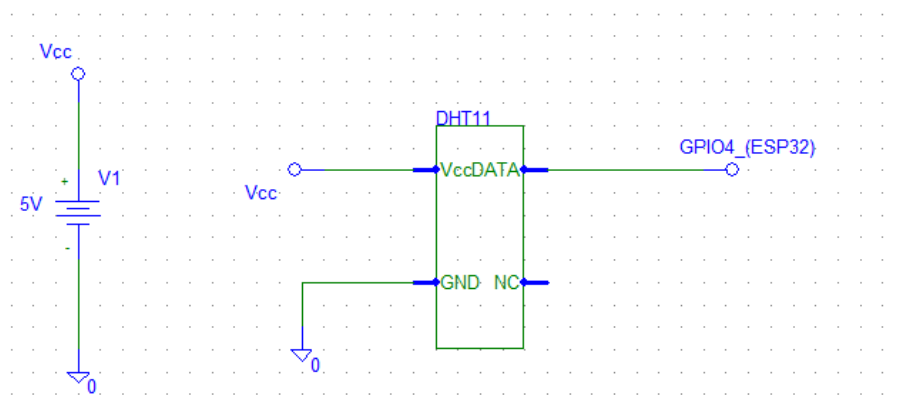 Vcc
+
V1
5V
-
0
DHT11
Vcc
VccDATA
GPIO4_(ESP32)
GND NC
0